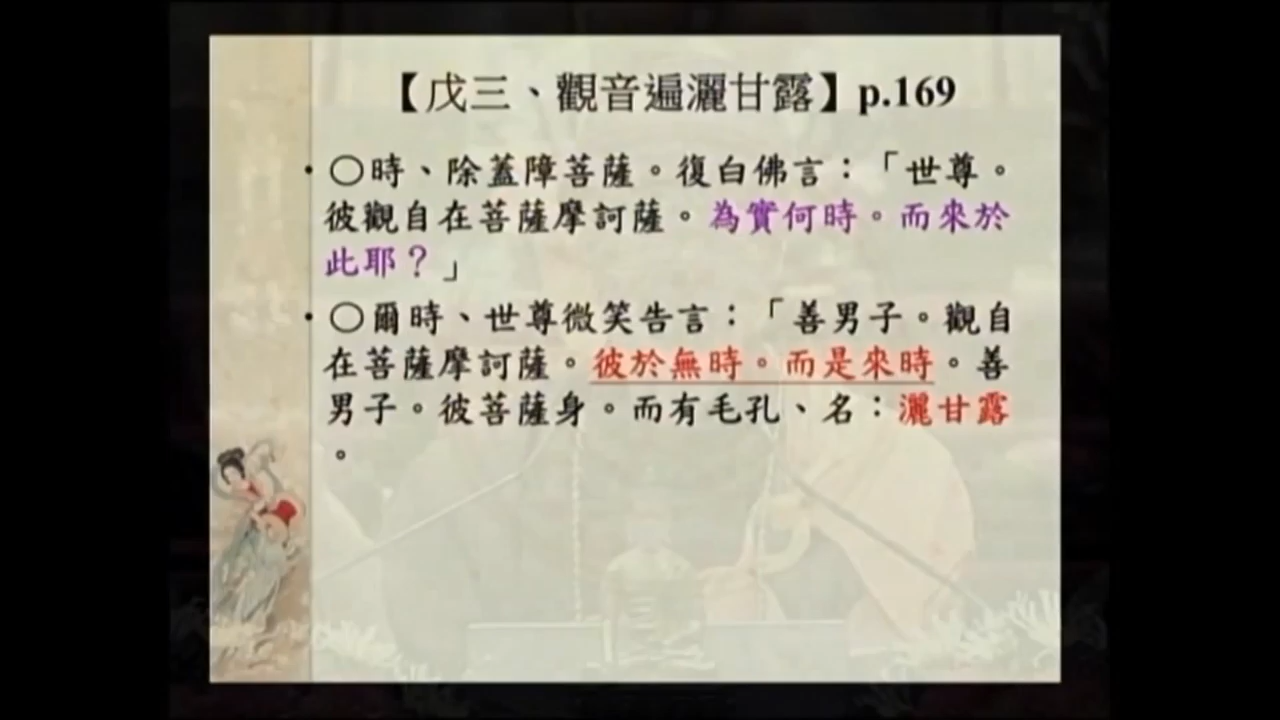 【戊三、觀音遍灑甘露】p.169
• ○時、除蓋障菩薩。復白佛言：「世尊。
彼觀自在菩薩摩訶薩。為實何時。而來於
此耶？」
• ○爾時、世尊微笑告言：「善男子。觀自
在菩薩摩訶薩。彼於無時。而是來時。善
男子。彼菩薩身。而有毛孔、名：灑甘露
。